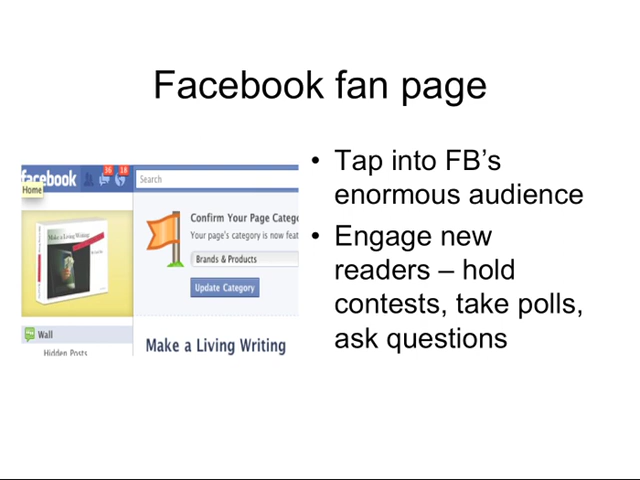 Facebook fan page
facebook
36
18
Search
Home
Confirm Your Page Categ
Your page's category is now feat
Brands & Products
Update Category
Make a Living Writing
Wall
Hidden Posts
Make a Living Writing
• Tap into FB's
enormous audience
• Engage new
readers – hold
contests, take polls,
ask questions